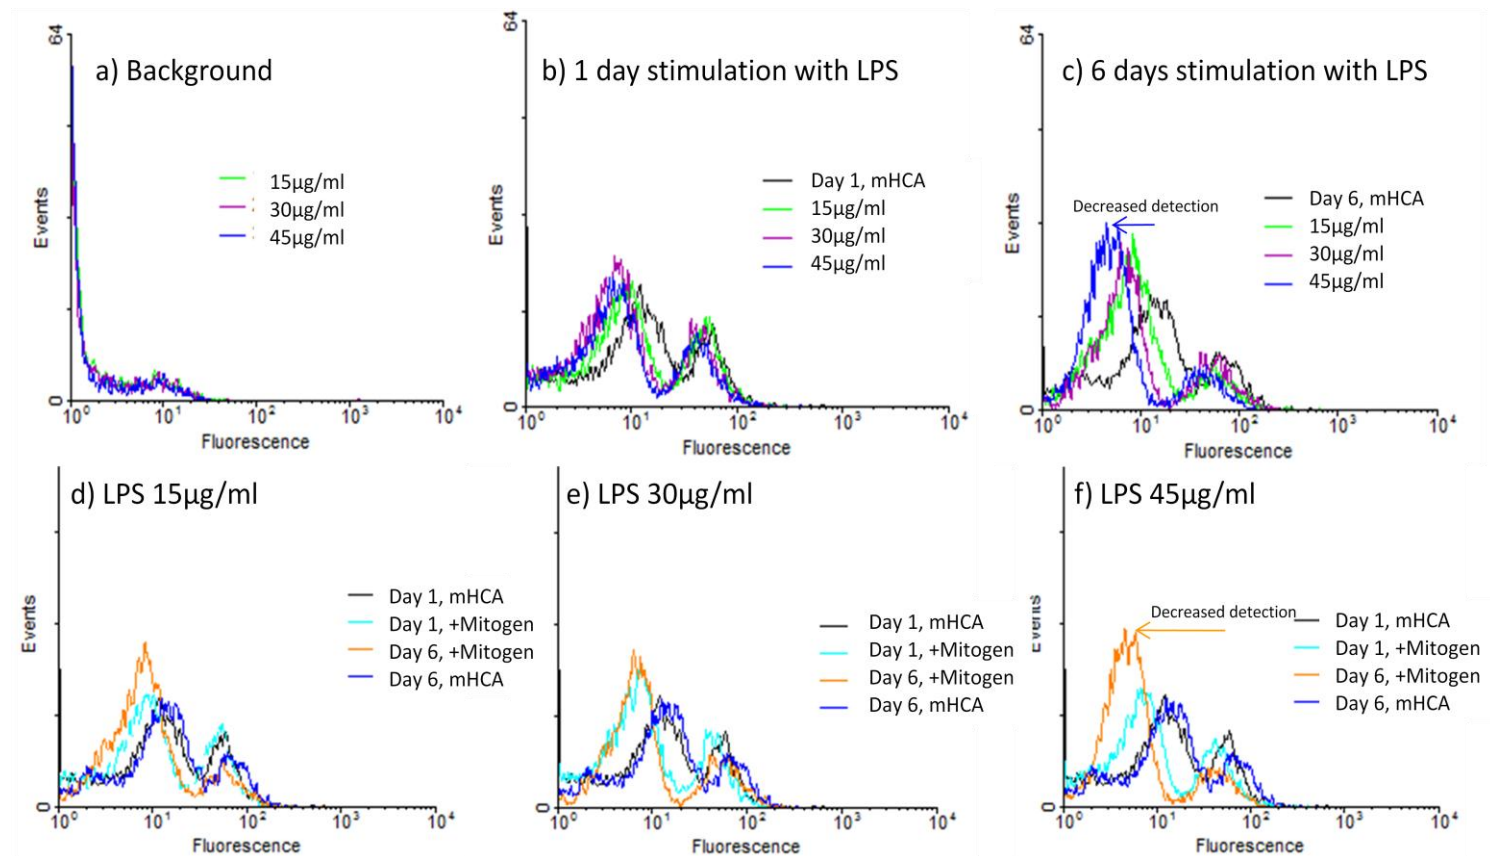 64
a) Background
15µg/ml
30µg/ml
45µg/ml
Events
0
10⁰ 10¹ 10² 10³ 10⁴
Fluorescence
64
b) 1 day stimulation with LPS
Day 1, mHCA
15µg/ml
30µg/ml
45µg/ml
Events
0
10⁰ 10¹ 10² 10³ 10⁴
Fluorescence
64
c) 6 days stimulation with LPS
Decreased detection
Day 6, mHCA
15µg/ml
30µg/ml
45µg/ml
Events
0
10⁰ 10¹ 10² 10³ 10⁴
Fluorescence
d) LPS 15µg/ml
Day 1, mHCA
Day 1, +Mitogen
Day 6, +Mitogen
Day 6, mHCA
Events
0
10⁰ 10¹ 10² 10³ 10⁴
Fluorescence
e) LPS 30µg/ml
Day 1, mHCA
Day 1, +Mitogen
Day 6, +Mitogen
Day 6, mHCA
Events
0
10⁰ 10¹ 10² 10³ 10⁴
Fluorescence
f) LPS 45µg/ml
Decreased detection
Day 1, mHCA
Day 1, +Mitogen
Day 6, +Mitogen
Day 6, mHCA
Events
0
10⁰ 10¹ 10² 10³ 10⁴
Fluorescence